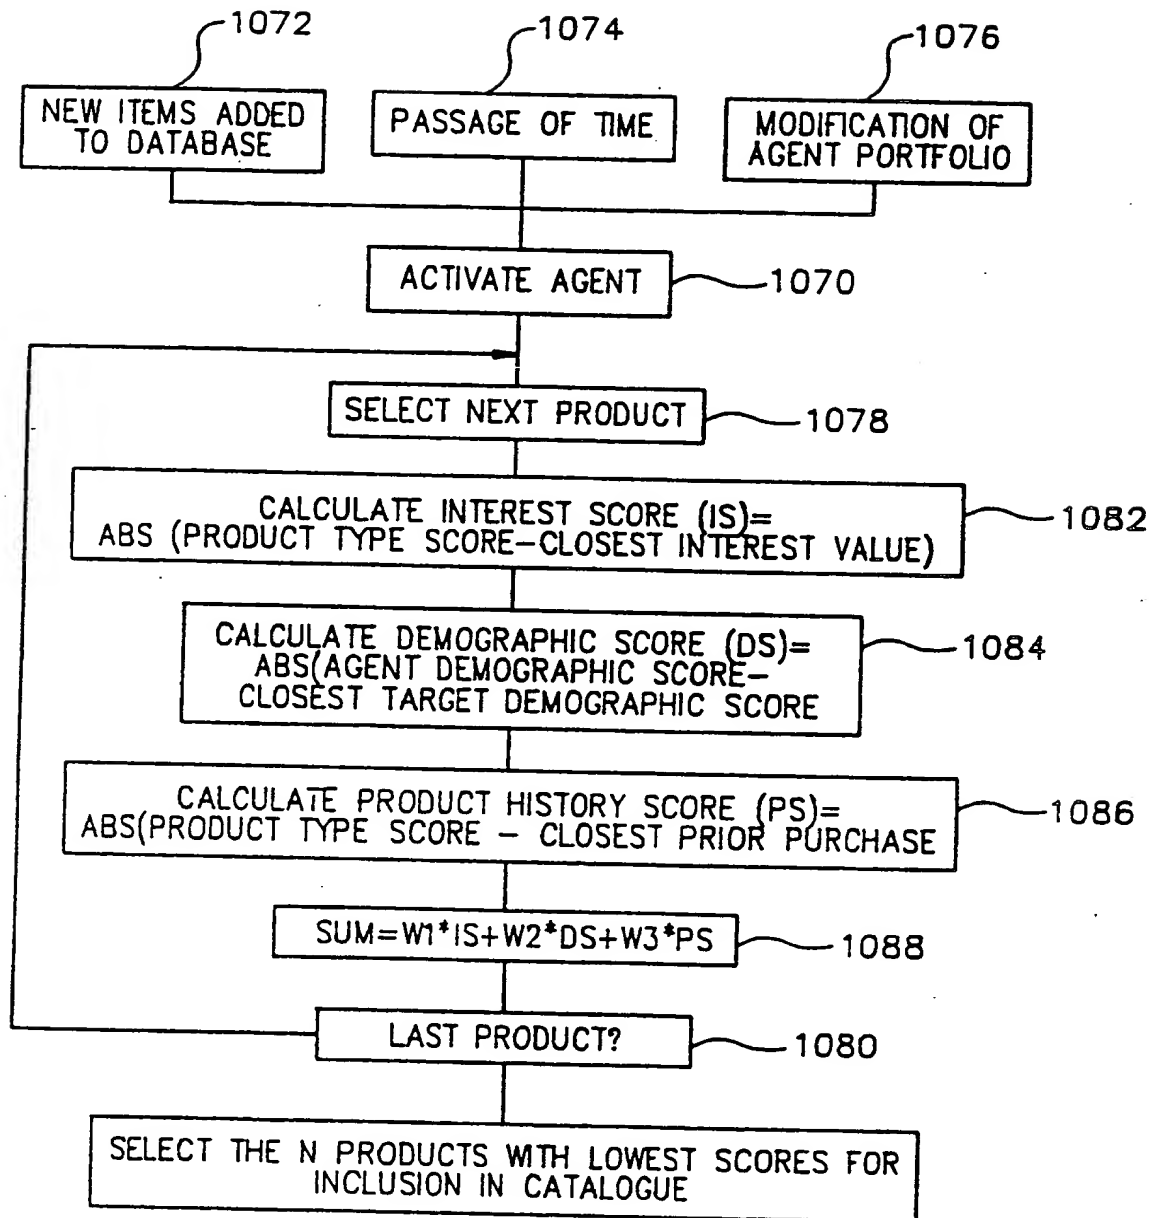 1072
1074
1076
NEW ITEMS ADDED
TO DATABASE
PASSAGE OF TIME
MODIFICATION OF
AGENT PORTFOLIO
ACTIVATE AGENT
1070
SELECT NEXT PRODUCT
1078
CALCULATE INTEREST SCORE (IS)=
ABS (PRODUCT TYPE SCORE-CLOSEST INTEREST VALUE)
1082
CALCULATE DEMOGRAPHIC SCORE (DS)=
ABS(AGENT DEMOGRAPHIC SCORE-
CLOSEST TARGET DEMOGRAPHIC SCORE
1084
CALCULATE PRODUCT HISTORY SCORE (PS)=
ABS(PRODUCT TYPE SCORE - CLOSEST PRIOR PURCHASE
1086
SUM=W1*IS+W2*DS+W3*PS
1088
LAST PRODUCT?
1080
SELECT THE N PRODUCTS WITH LOWEST SCORES FOR
INCLUSION IN CATALOGUE